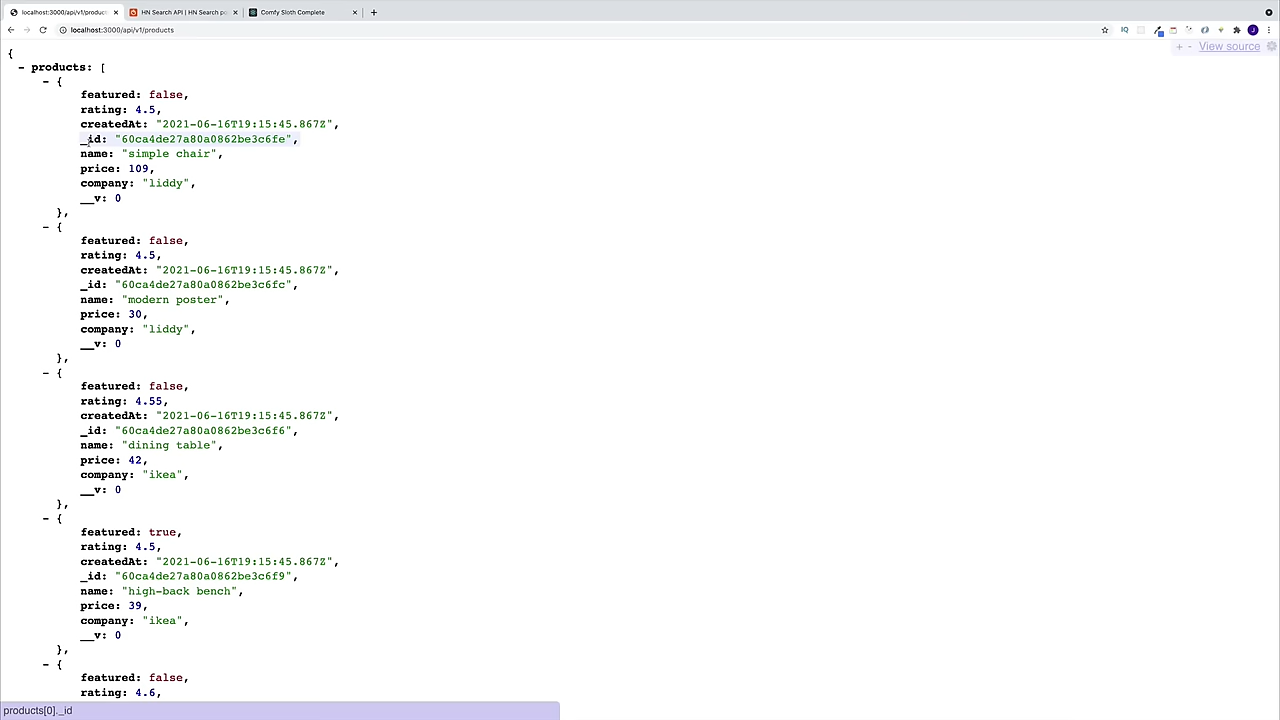 localhost:3000/api/v1/product
HN Search API | HN Search po
Comfy Sloth Complete
localhost:3000/api/v1/products
IQ
J
+ - View source
{
- products: [
- {
featured: false,
rating: 4.5,
createdAt: "2021-06-16T19:15:45.867Z",
_id: "60ca4de27a80a0862be3c6fe",
name: "simple chair",
price: 109,
company: "liddy",
__v: 0
},
- {
featured: false,
rating: 4.5,
createdAt: "2021-06-16T19:15:45.867Z",
_id: "60ca4de27a80a0862be3c6fc",
name: "modern poster",
price: 30,
company: "liddy",
__v: 0
},
- {
featured: false,
rating: 4.55,
createdAt: "2021-06-16T19:15:45.867Z",
_id: "60ca4de27a80a0862be3c6f6",
name: "dining table",
price: 42,
company: "ikea",
__v: 0
},
- {
featured: true,
rating: 4.5,
createdAt: "2021-06-16T19:15:45.867Z",
_id: "60ca4de27a80a0862be3c6f9",
name: "high-back bench",
price: 39,
company: "ikea",
__v: 0
},
- {
featured: false,
rating: 4.6,
products[0]._id